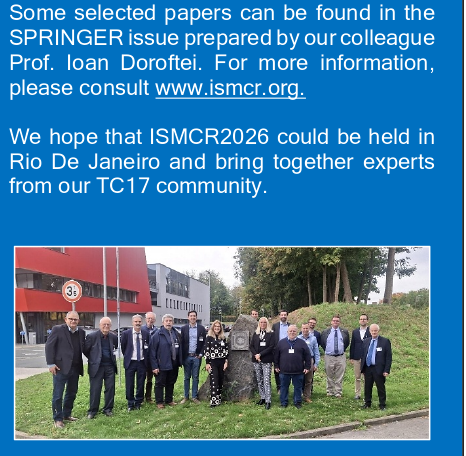 Some selected papers can be found in the
SPRINGER issue prepared by our colleague
Prof. Ioan Doroftei. For more information,
please consult www.ismcr.org.
We hope that ISMCR2026 could be held in
Rio De Janeiro and bring together experts
from our TC17 community.